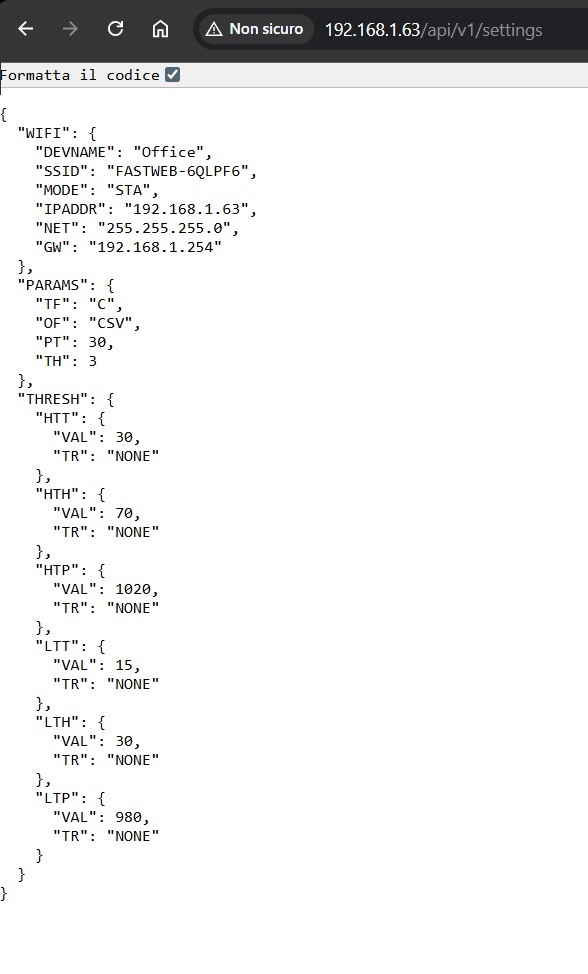 Non sicuro 192.168.1.63/api/v1/settings
Formatta il codice
{
  "WIFI": {
    "DEVNAME": "Office",
    "SSID": "FASTWEB-6QLPF6",
    "MODE": "STA",
    "IPADDR": "192.168.1.63",
    "NET": "255.255.255.0",
    "GW": "192.168.1.254"
  },
  "PARAMS": {
    "TF": "C",
    "OF": "CSV",
    "PT": 30,
    "TH": 3
  },
  "THRESH": {
    "HTT": {
      "VAL": 30,
      "TR": "NONE"
    },
    "HTH": {
      "VAL": 70,
      "TR": "NONE"
    },
    "HTP": {
      "VAL": 1020,
      "TR": "NONE"
    },
    "LTT": {
      "VAL": 15,
      "TR": "NONE"
    },
    "LTH": {
      "VAL": 30,
      "TR": "NONE"
    },
    "LTP": {
      "VAL": 980,
      "TR": "NONE"
    }
  }
}